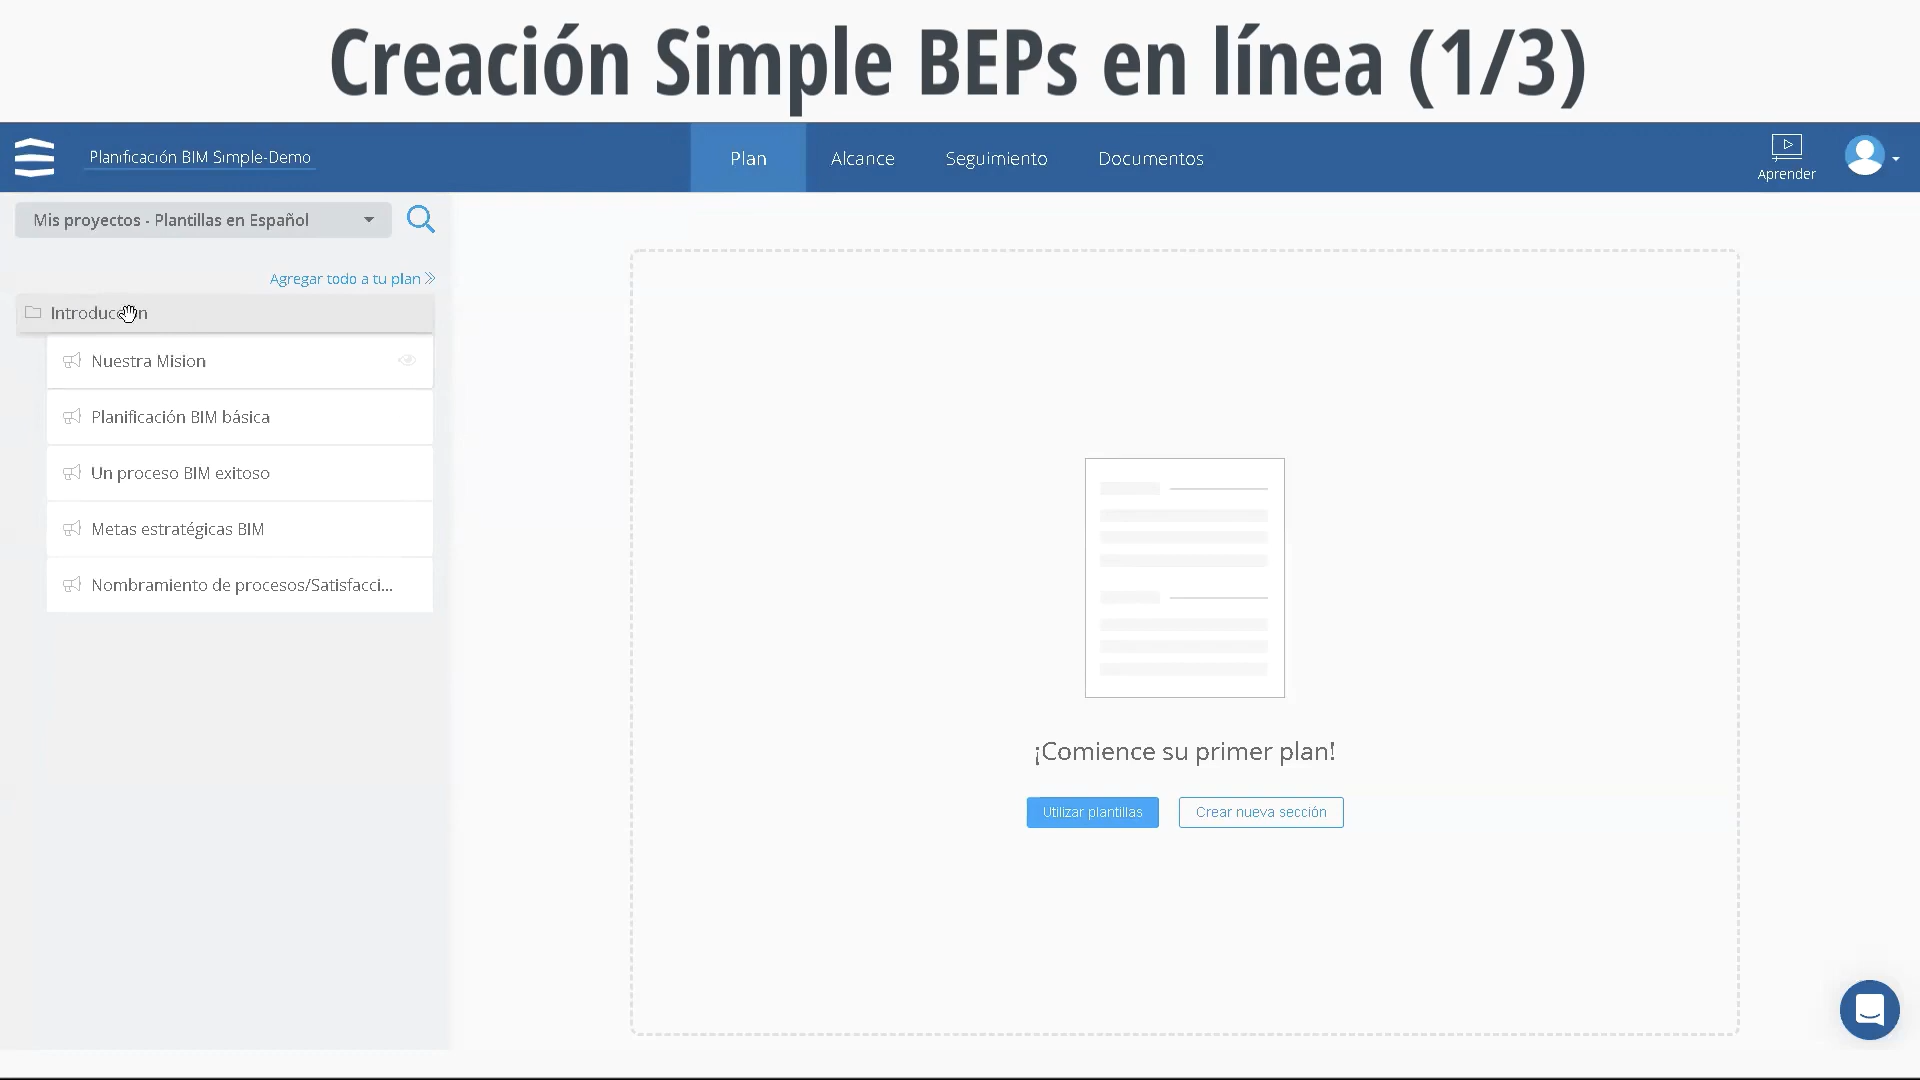 Creación Simple BEPs en línea (1/3)
Planificación BIM Simple-Demo
Plan
Alcance
Seguimiento
Documentos
Aprender
Mis proyectos - Plantillas en Español
Agregar todo a tu plan
Introducción
Nuestra Mision
Planificación BIM básica
Un proceso BIM exitoso
Metas estratégicas BIM
Nombramiento de procesos/Satisfacci...
¡Comience su primer plan!
Utilizar plantillas
Crear nueva sección